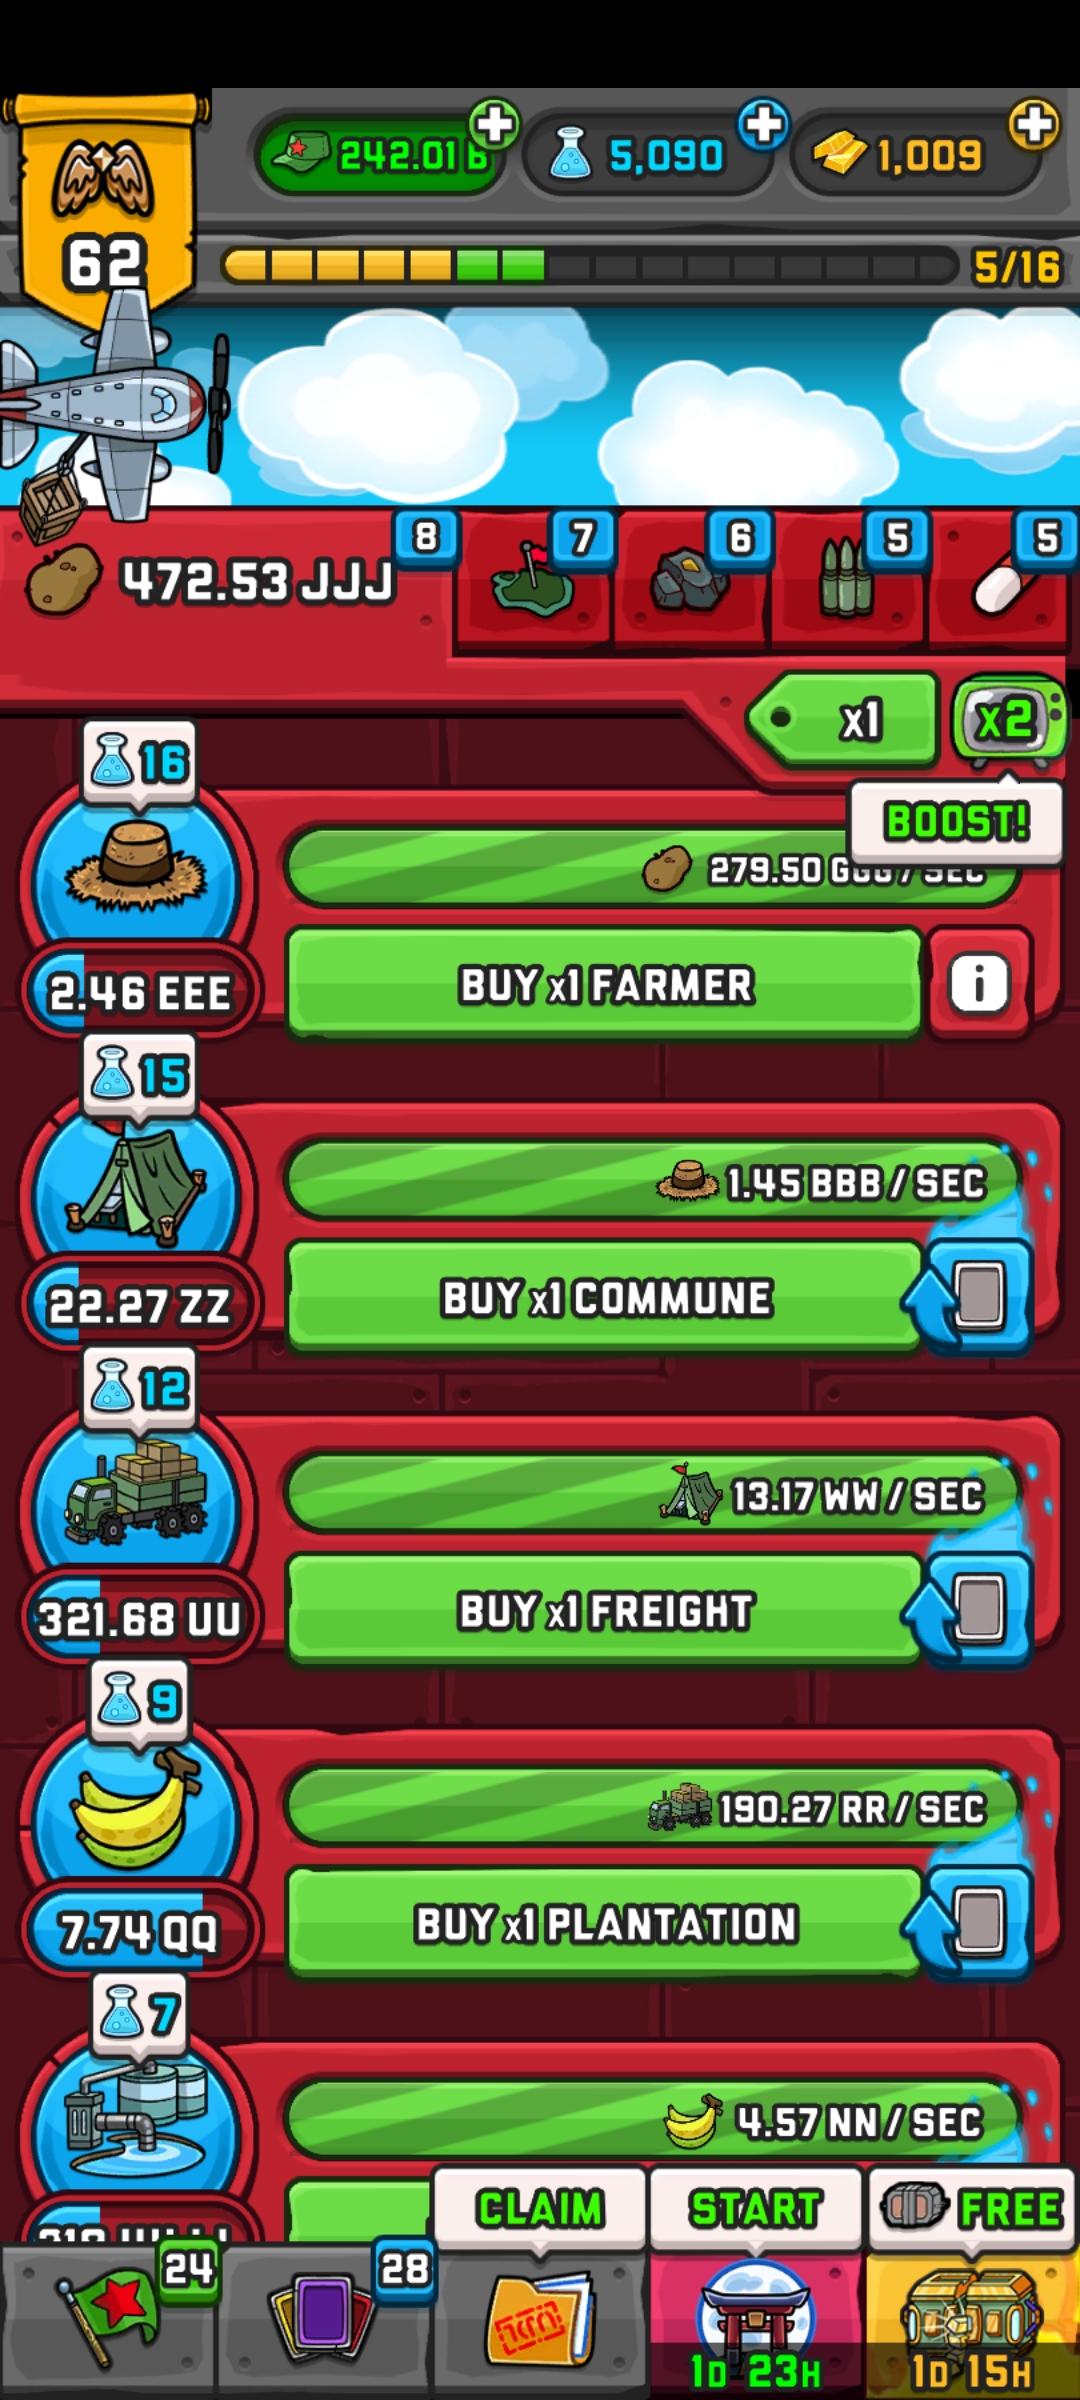 242.01 B
5,090
1,009
62
5/16
472.53 JJJ
8
7
6
5
5
x1
x2
BOOST!
16
279.50 GGG / SEC
2.46 EEE
BUY x1 FARMER
i
15
1.45 BBB / SEC
22.27 ZZ
BUY x1 COMMUNE
12
13.17 WW / SEC
321.68 UU
BUY x1 FREIGHT
9
190.27 RR / SEC
7.74 QQ
BUY x1 PLANTATION
7
4.57 NN / SEC
CLAIM
START
FREE
24
28
1D 23H
1D 15H